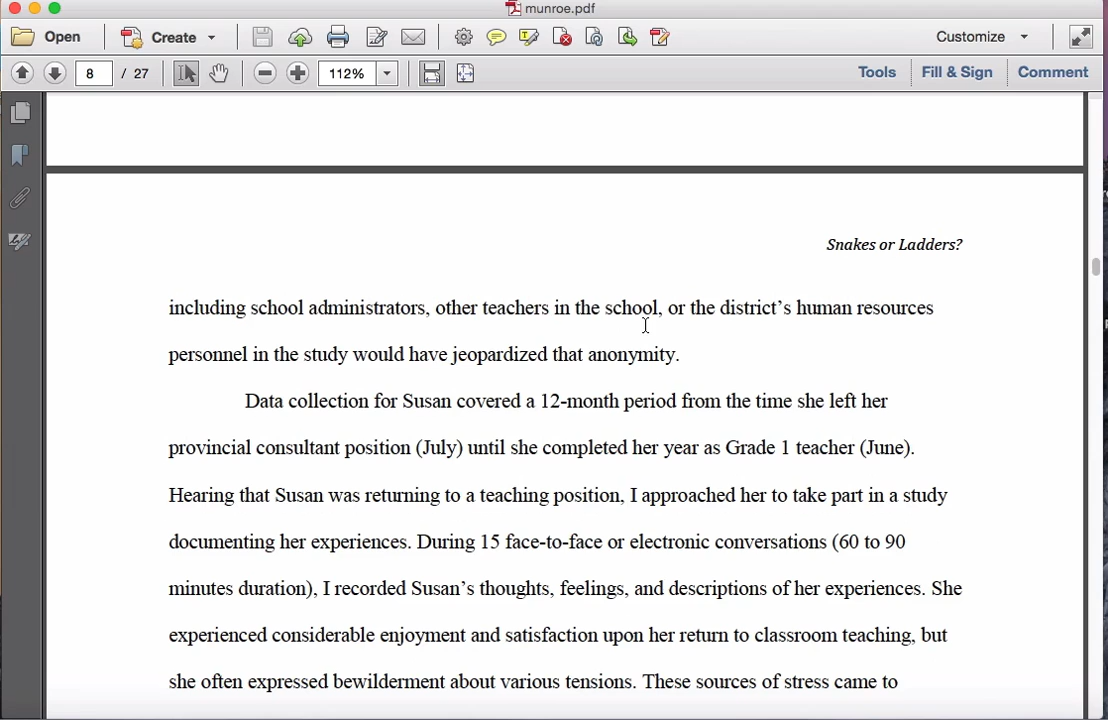 munroe.pdf
Open
Create
Customize
8 / 27
112%
Tools
Fill & Sign
Comment
Snakes or Ladders?
including school administrators, other teachers in the school, or the district’s human resources
personnel in the study would have jeopardized that anonymity.
Data collection for Susan covered a 12-month period from the time she left her
provincial consultant position (July) until she completed her year as Grade 1 teacher (June).
Hearing that Susan was returning to a teaching position, I approached her to take part in a study
documenting her experiences. During 15 face-to-face or electronic conversations (60 to 90
minutes duration), I recorded Susan’s thoughts, feelings, and descriptions of her experiences. She
experienced considerable enjoyment and satisfaction upon her return to classroom teaching, but
she often expressed bewilderment about various tensions. These sources of stress came to